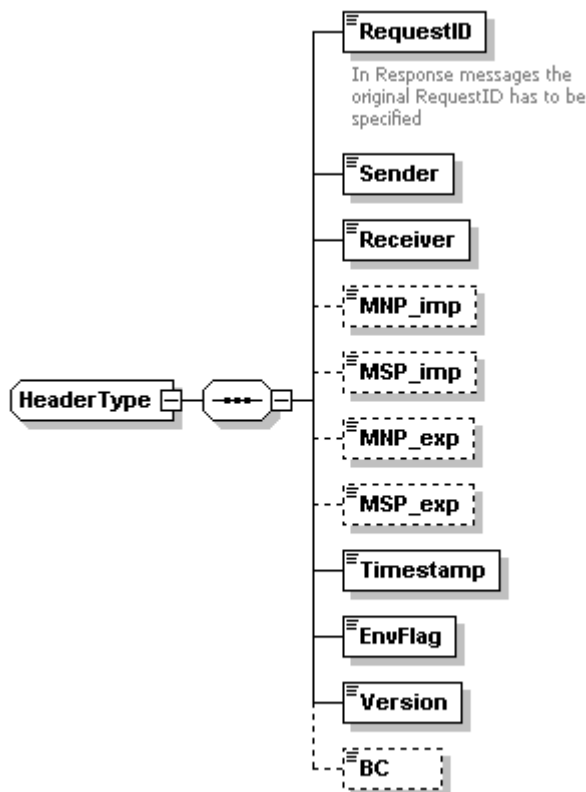 RequestID
In Response messages the
original RequestID has to be
specified
Sender
Receiver
MNP_imp
MSP_imp
HeaderType
MNP_exp
MSP_exp
Timestamp
EnvFlag
Version
BC